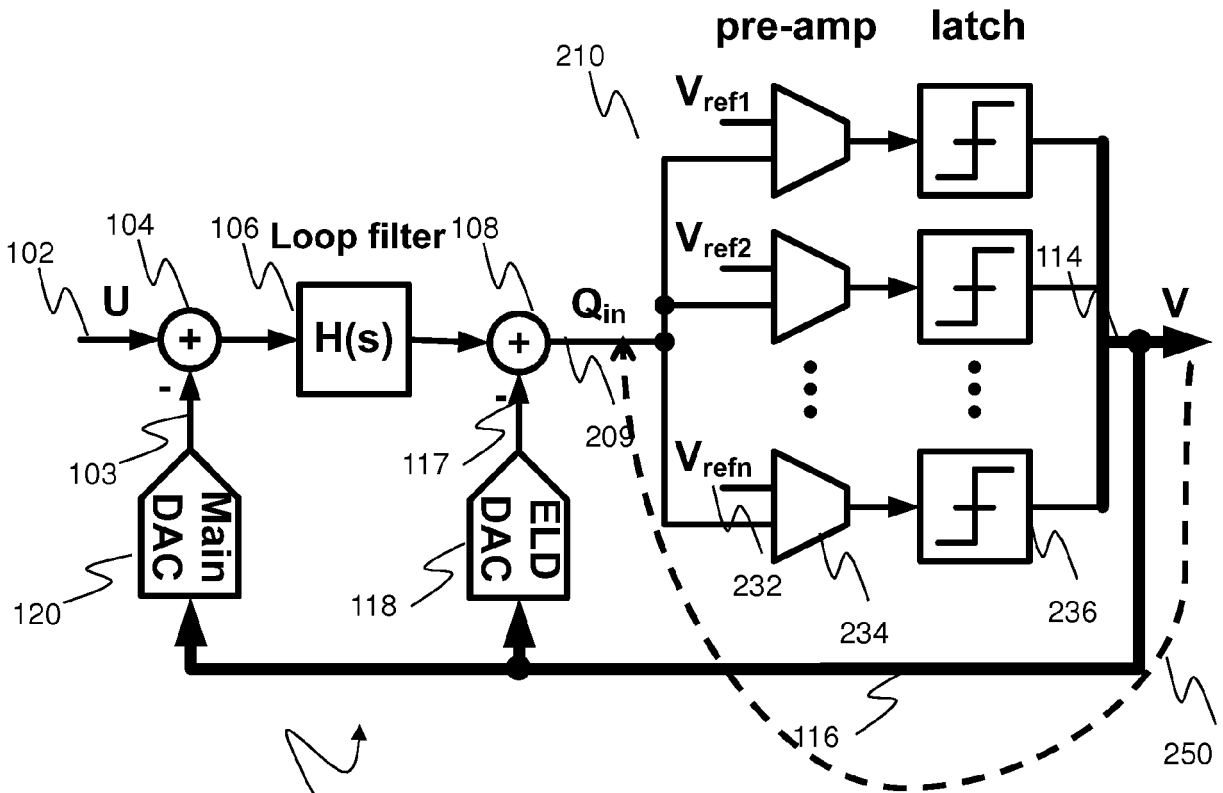 pre-amp latch
210
Vref1
104
106 Loop filter 108
Vref2
114
102
U
Qin
V
+
H(s)
+
-
-
209
103
117
Vrefn
Main DAC
ELD DAC
232
120
118
234
236
116
250